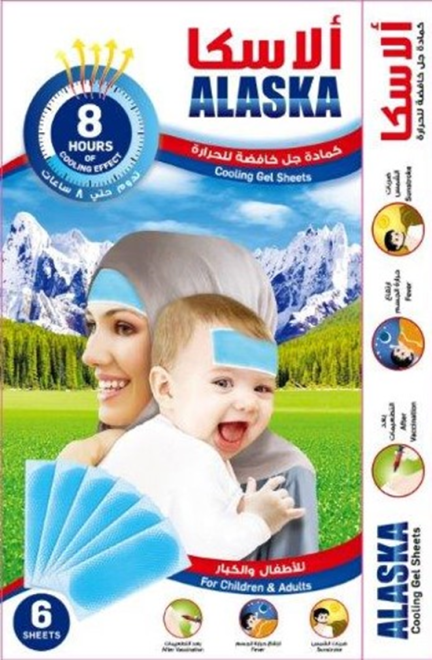 ألاسكا
ALASKA
كمادة جل خافضة للحرارة
Cooling Gel Sheets
8
HOURS
OF
COOLING EFFECT
تدوم حتى ٨ ساعات
للأطفال والكبار
For Children & Adults
6
SHEETS
بعد التطعيمات
After Vaccination
ارتفاع حرارة الجسم
Fever
ضربات الشمس
Sunstroke
ألاسكا
كمادة جل خافضة للحرارة
ضربات
الشمس
Sunstroke
ارتفاع
حرارة الجسم
Fever
بعد
التطعيمات
After
Vaccination
ALASKA
Cooling Gel Sheets